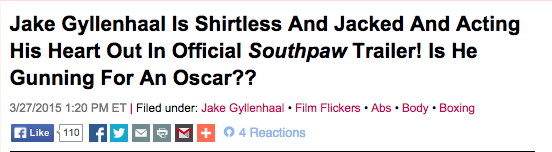 Jake Gyllenhaal Is Shirtless And Jacked And Acting
His Heart Out In Official Southpaw Trailer! Is He
Gunning For An Oscar??
3/27/2015 1:20 PM ET | Filed under: Jake Gyllenhaal • Film Flickers • Abs • Body • Boxing
Like 110 4 Reactions